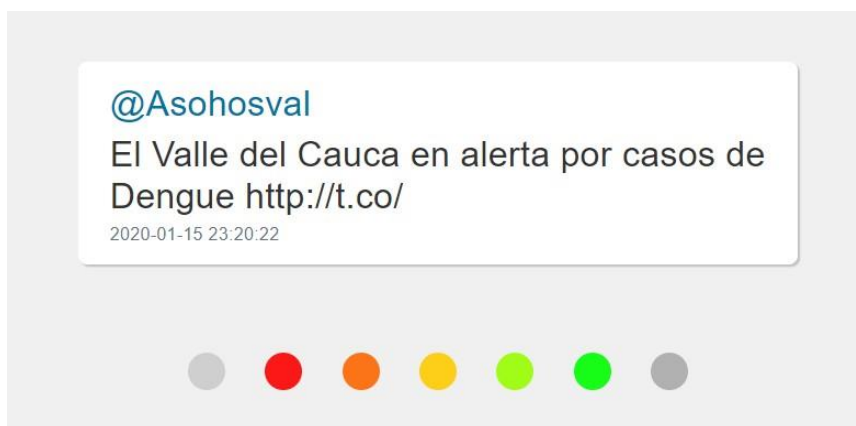 @Asohosval
El Valle del Cauca en alerta por casos de
Dengue http://t.co/
2020-01-15 23:20:22